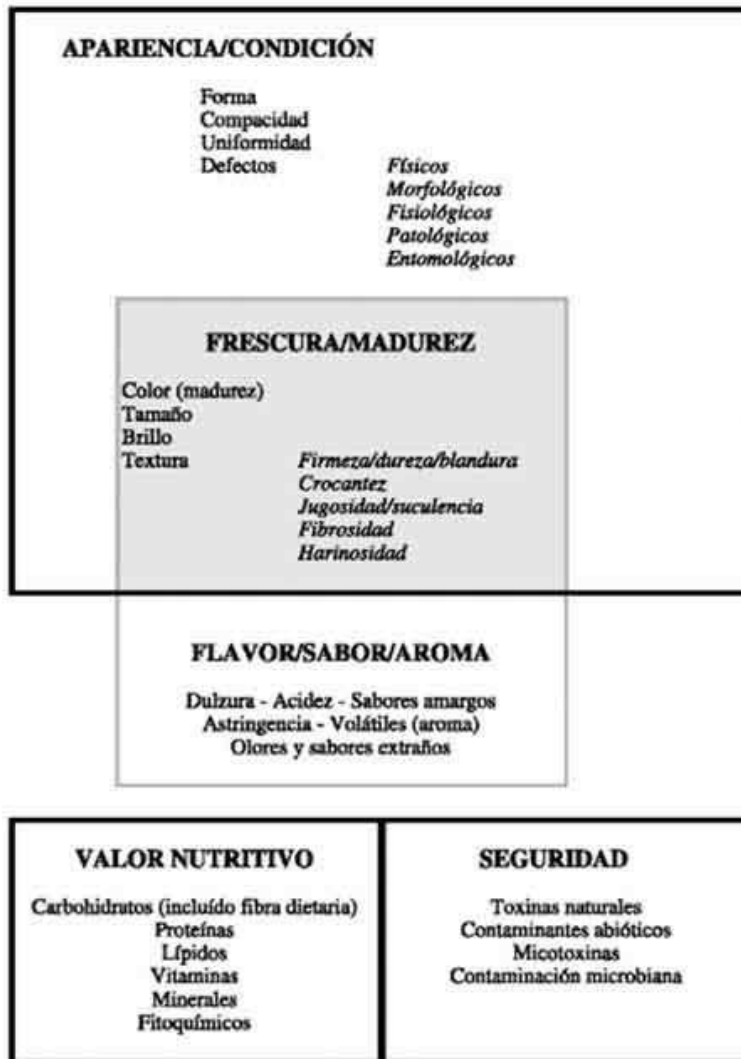 APARIENCIA/CONDICIÓN
Forma
Compacidad
Uniformidad
Defectos Físicos
Morfológicos
Fisiológicos
Patológicos
Entomológicos
FRESCURA/MADUREZ
Color (madurez)
Tamaño
Brillo
Textura Firmeza/dureza/blandura
Crocantez
Jugosidad/suculencia
Fibrosidad
Harinosidad
FLAVOR/SABOR/AROMA
Dulzura - Acidez - Sabores amargos
Astringencia - Volátiles (aroma)
Olores y sabores extraños
VALOR NUTRITIVO
Carbohidratos (incluído fibra dietaria)
Proteínas
Lípidos
Vitaminas
Minerales
Fitoquímicos
SEGURIDAD
Toxinas naturales
Contaminantes abióticos
Micotoxinas
Contaminación microbiana